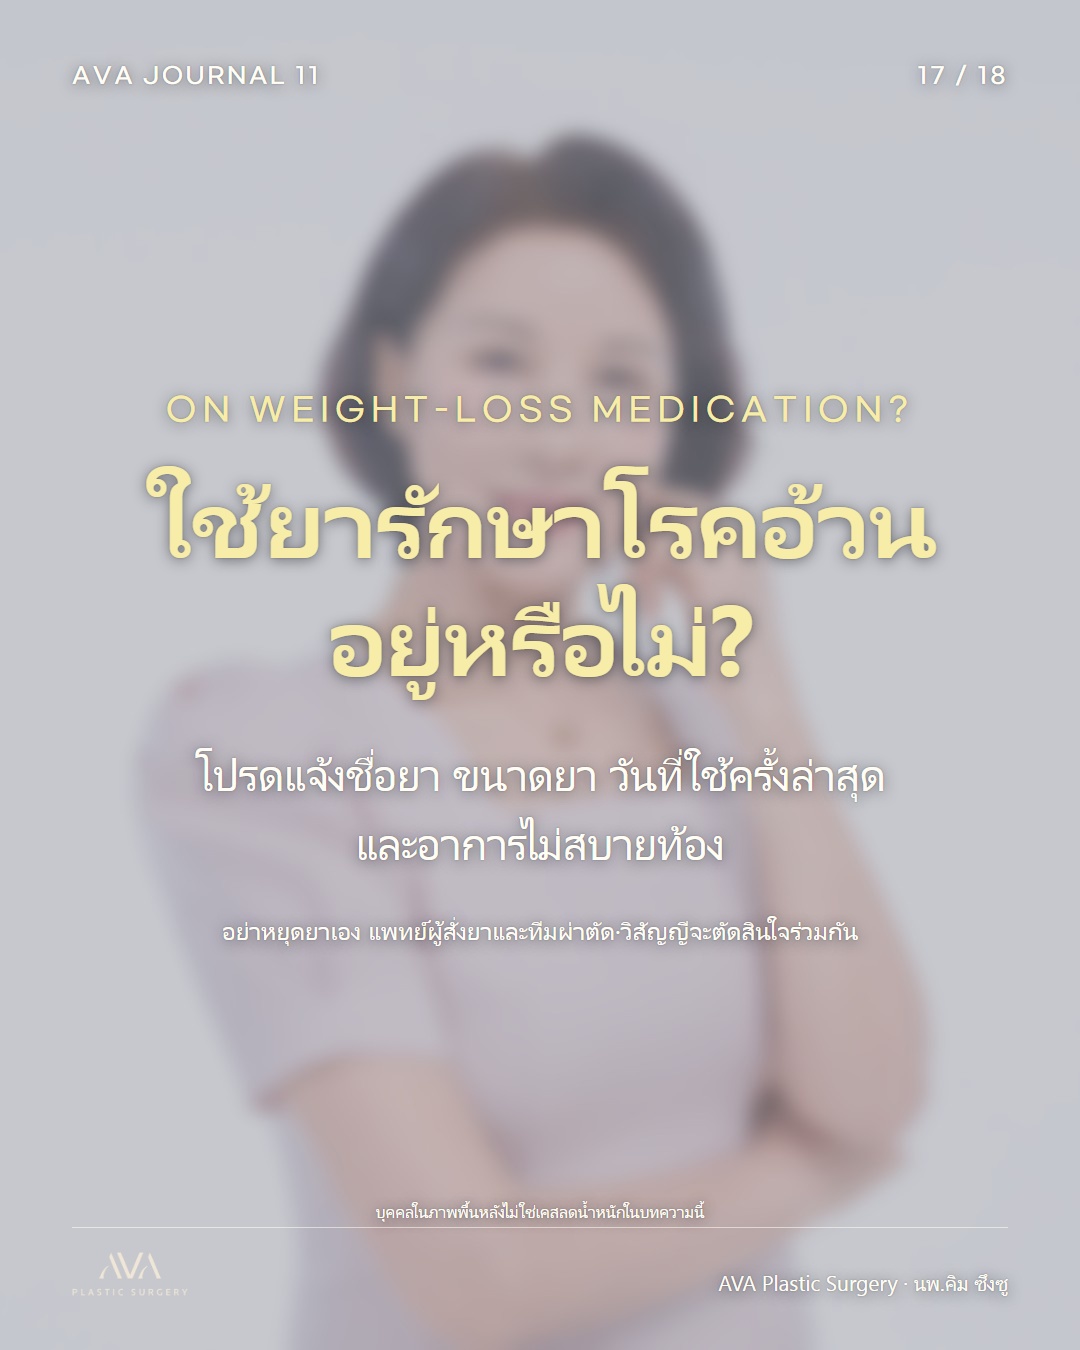 AVA JOURNAL 11
17 / 18
ON WEIGHT-LOSS MEDICATION?
ใช้ยารักษาโรคอ้วน
อยู่หรือไม่?
โปรดแจ้งชื่อยา ขนาดยา วันที่ใช้ครั้งล่าสุด
และอาการไม่สบายท้อง
อย่าหยุดยาเอง แพทย์ผู้สั่งยาและทีมผ่าตัด·วิสัญญีจะตัดสินใจร่วมกัน
บุคคลในภาพพื้นหลังไม่ใช่เคสลดน้ำหนักในบทความนี้
AVA
PLASTIC SURGERY
AVA Plastic Surgery · นพ.คิม ซึงซู